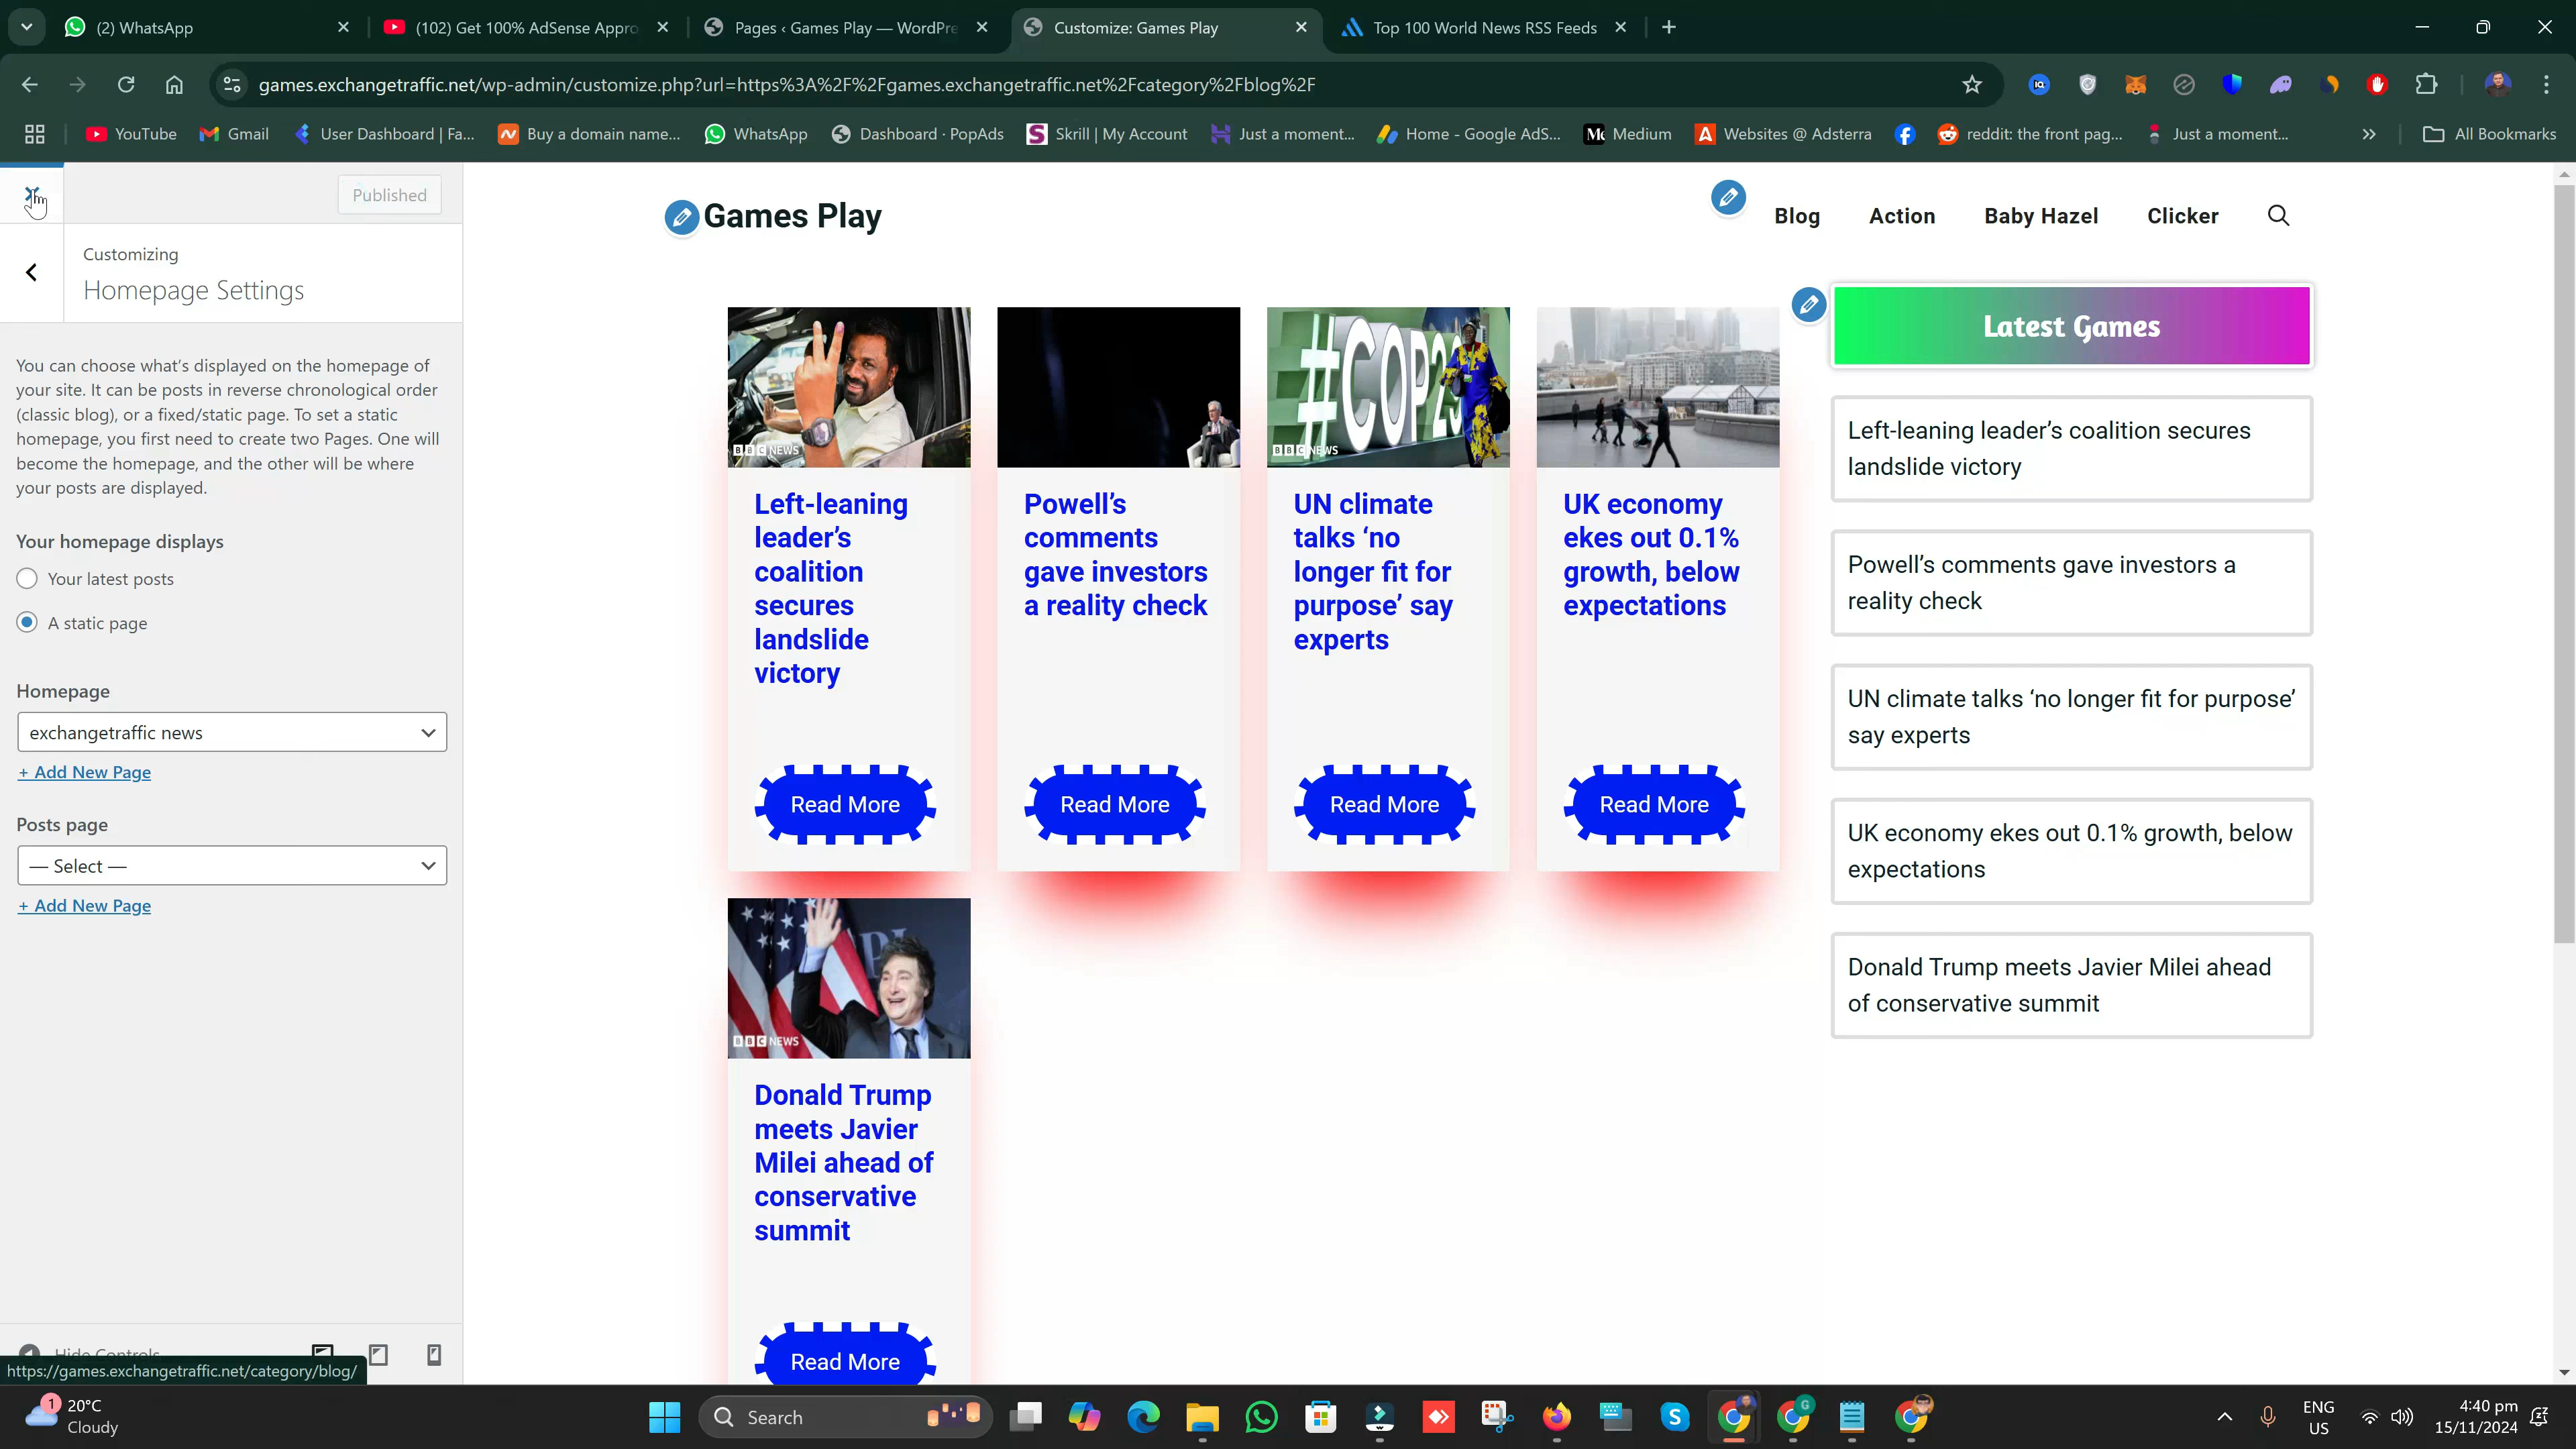 (2) WhatsApp
(102) Get 100% AdSense Appro
Pages ‹ Games Play — WordPre
Customize: Games Play
Top 100 World News RSS Feeds
games.exchangetraffic.net/wp-admin/customize.php?url=https%3A%2F%2Fgames.exchangetraffic.net%2Fcategory%2Fblog%2F
YouTube
Gmail
User Dashboard | Fa...
Buy a domain name...
WhatsApp
Dashboard · PopAds
Skrill | My Account
Just a moment...
Home - Google AdS...
Medium
Websites @ Adsterra
reddit: the front pag...
Just a moment...
All Bookmarks
Published
Customizing
Homepage Settings
You can choose what's displayed on the homepage of
your site. It can be posts in reverse chronological order
(classic blog), or a fixed/static page. To set a static
homepage, you first need to create two Pages. One will
become the homepage, and the other will be where
your posts are displayed.
Your homepage displays
Your latest posts
A static page
Homepage
exchangetraffic news
+ Add New Page
Posts page
— Select —
+ Add New Page
Hide Controls
https://games.exchangetraffic.net/category/blog/
Games Play
Blog
Action
Baby Hazel
Clicker
BBC NEWS
#COP29
BBC NEWS
Left-leaning
leader’s
coalition
secures
landslide
victory
Read More
Powell’s
comments
gave investors
a reality check
Read More
UN climate
talks ‘no
longer fit for
purpose’ say
experts
Read More
UK economy
ekes out 0.1%
growth, below
expectations
Read More
BBC NEWS
Donald Trump
meets Javier
Milei ahead of
conservative
summit
Read More
Latest Games
Left-leaning leader’s coalition secures
landslide victory
Powell’s comments gave investors a
reality check
UN climate talks ‘no longer fit for purpose’
say experts
UK economy ekes out 0.1% growth, below
expectations
Donald Trump meets Javier Milei ahead
of conservative summit
1
20°C
Cloudy
Search
ENG
US
4:40 pm
15/11/2024